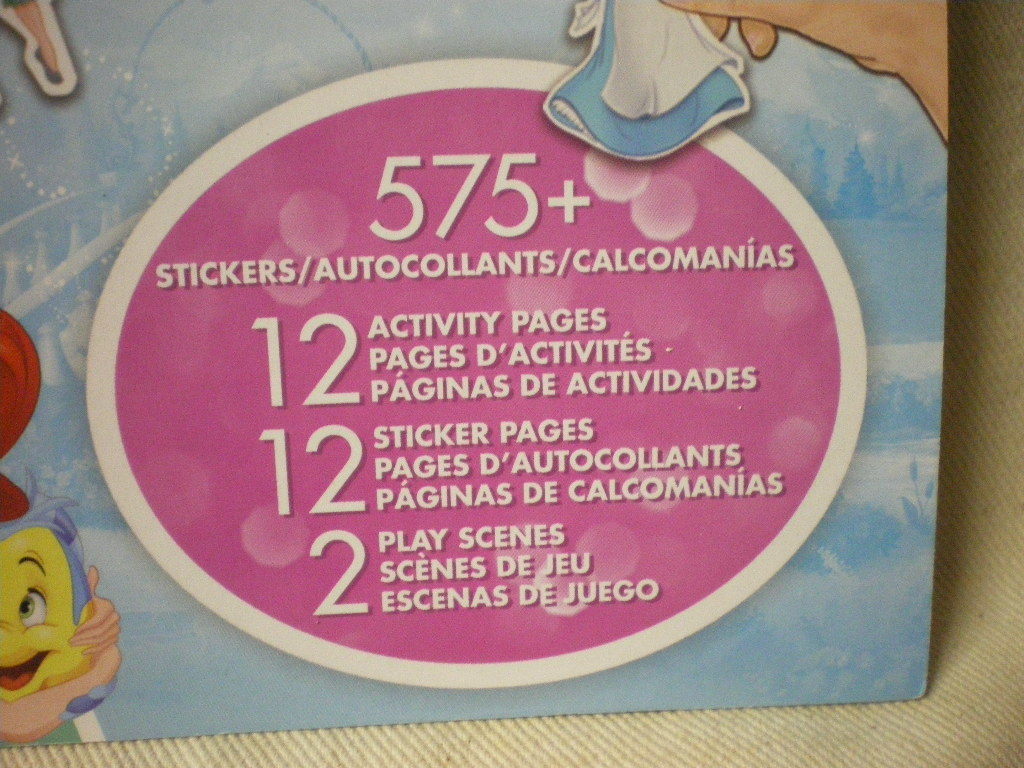 575+
STICKERS/AUTOCOLLANTS/CALCOMANÍAS
12 ACTIVITY PAGES
PAGES D'ACTIVITÉS
PÁGINAS DE ACTIVIDADES
12 STICKER PAGES
PAGES D'AUTOCOLLANTS
PÁGINAS DE CALCOMANÍAS
2 PLAY SCENES
SCÈNES DE JEU
ESCENAS DE JUEGO